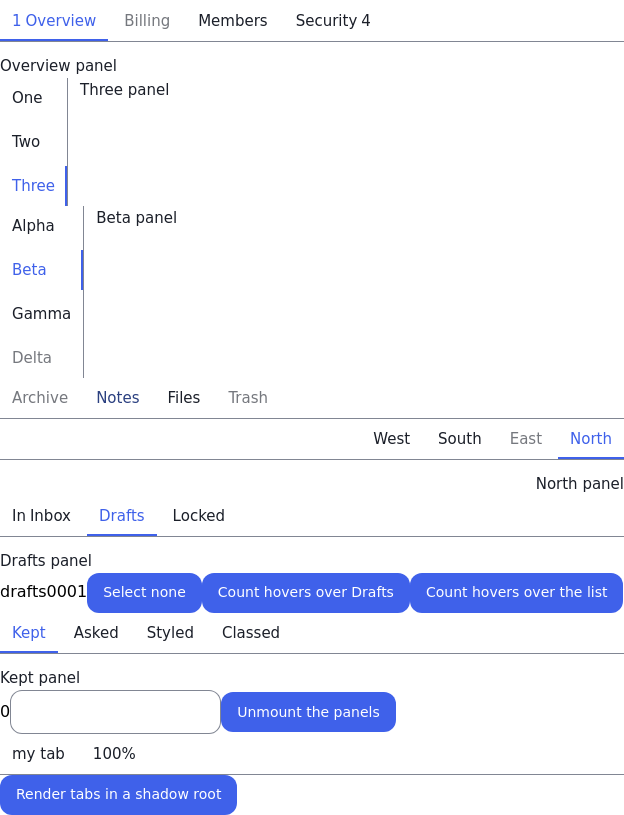 1 Overview Billing Members Security 4
Overview panel
One
Three panel
Two
Three
Alpha
Beta panel
Beta
Gamma
Delta
Archive Notes Files Trash
West South East North
North panel
In Inbox Drafts Locked
Drafts panel
drafts0001 Select none Count hovers over Drafts Count hovers over the list
Kept Asked Styled Classed
Kept panel
0 Unmount the panels
my tab 100%
Render tabs in a shadow root